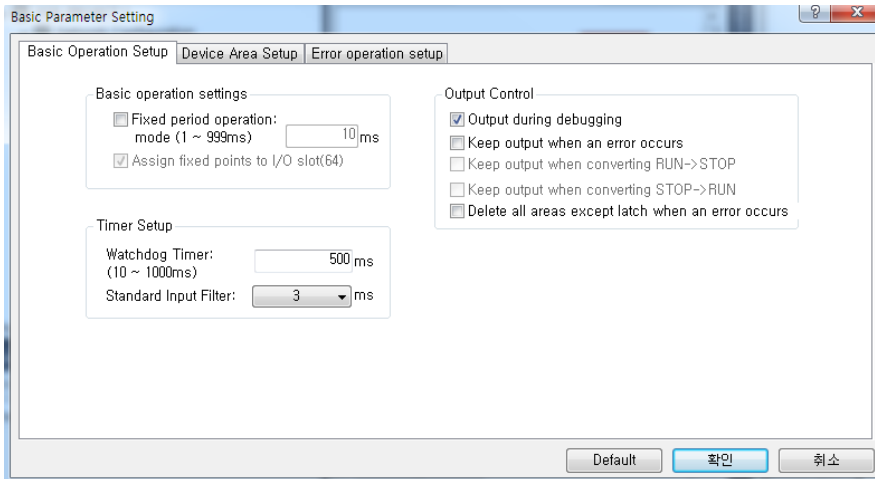 Basic Parameter Setting
Basic Operation Setup Device Area Setup Error operation setup
Basic operation settings
Fixed period operation:
mode (1 ~ 999ms) 10 ms
Assign fixed points to I/O slot(64)
Timer Setup
Watchdog Timer: 500 ms
(10 ~ 1000ms)
Standard Input Filter: 3 ms
Output Control
Output during debugging
Keep output when an error occurs
Keep output when converting RUN->STOP
Keep output when converting STOP->RUN
Delete all areas except latch when an error occurs
Default 확인 취소